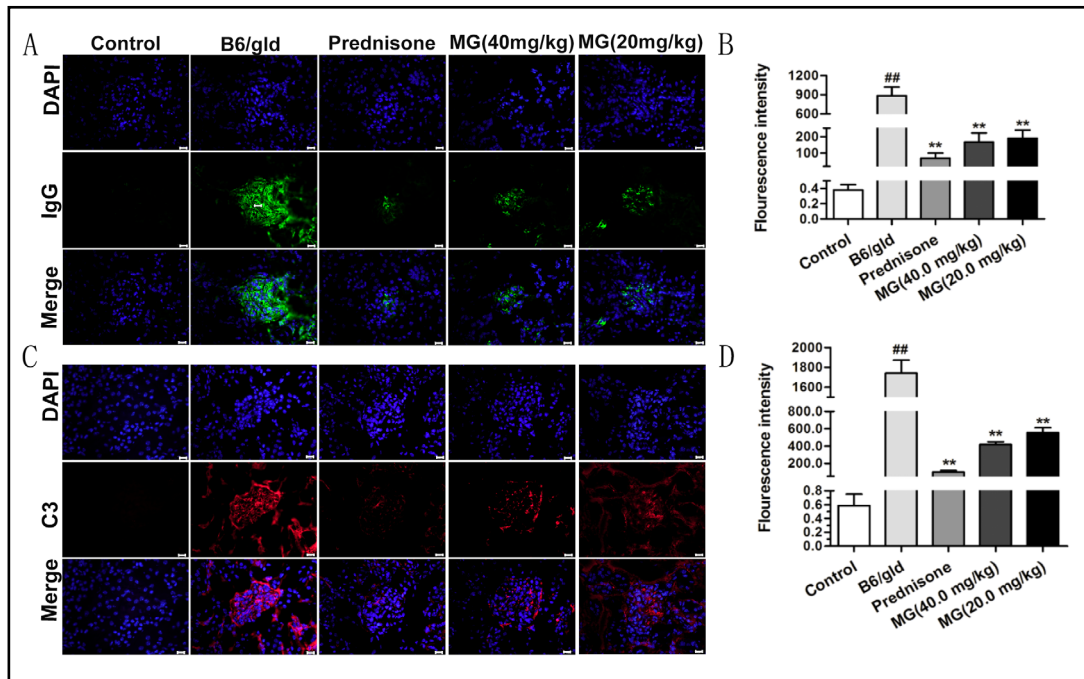 A
Control
B6/gld
Prednisone
MG(40mg/kg)
MG(20mg/kg)
DAPI
IgG
Merge
B
Flourescence intensity
1200
900
600
200
100
0.4
0.2
0.0
##
**
**
**
Control
B6/gld
Prednisone
MG(40.0 mg/kg)
MG(20.0 mg/kg)
C
DAPI
C3
Merge
D
Flourescence intensity
2000
1800
1600
800.0
600.0
400.0
200.0
0.8
0.6
0.4
0.2
0.0
##
**
**
**
Control
B6/gld
Prednisone
MG(40.0 mg/kg)
MG(20.0 mg/kg)